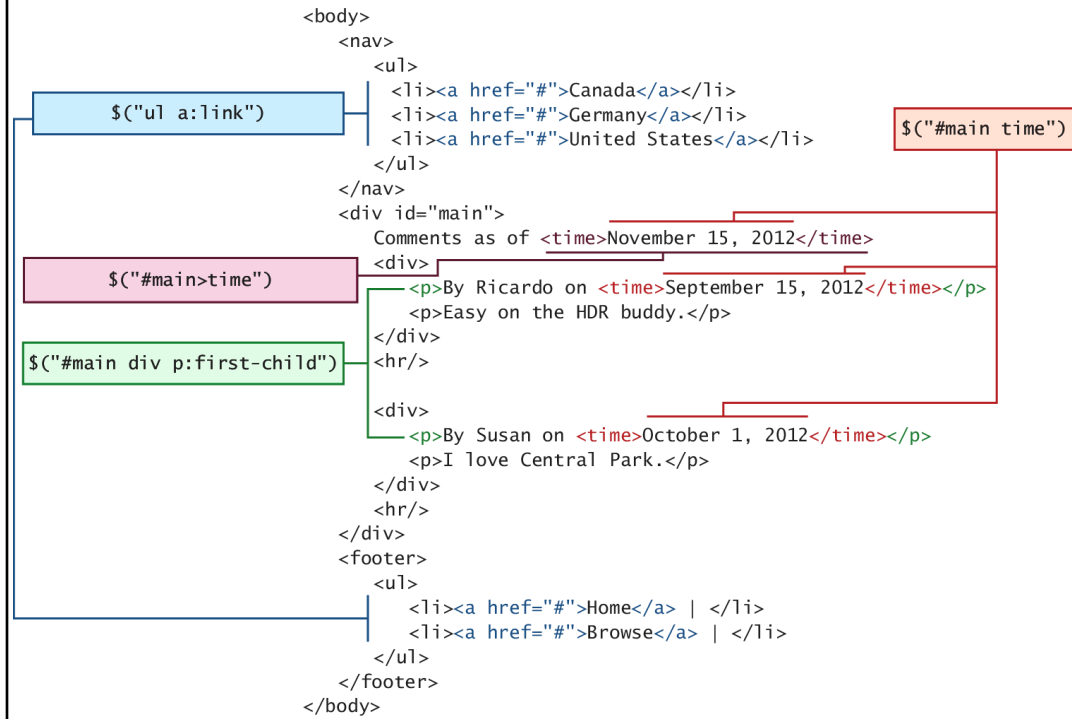 <body>
<nav>
<ul>
$("ul a:link")
<li><a href="#">Canada</a></li>
<li><a href="#">Germany</a></li>
<li><a href="#">United States</a></li>
$("#main time")
</ul>
</nav>
<div id="main">
Comments as of <time>November 15, 2012</time>
<div>
$("#main>time")
<p>By Ricardo on <time>September 15, 2012</time></p>
<p>Easy on the HDR buddy.</p>
</div>
$("#main div p:first-child")
<hr/>
<div>
<p>By Susan on <time>October 1, 2012</time></p>
<p>I love Central Park.</p>
</div>
<hr/>
</div>
<footer>
<ul>
<li><a href="#">Home</a> | </li>
<li><a href="#">Browse</a> | </li>
</ul>
</footer>
</body>